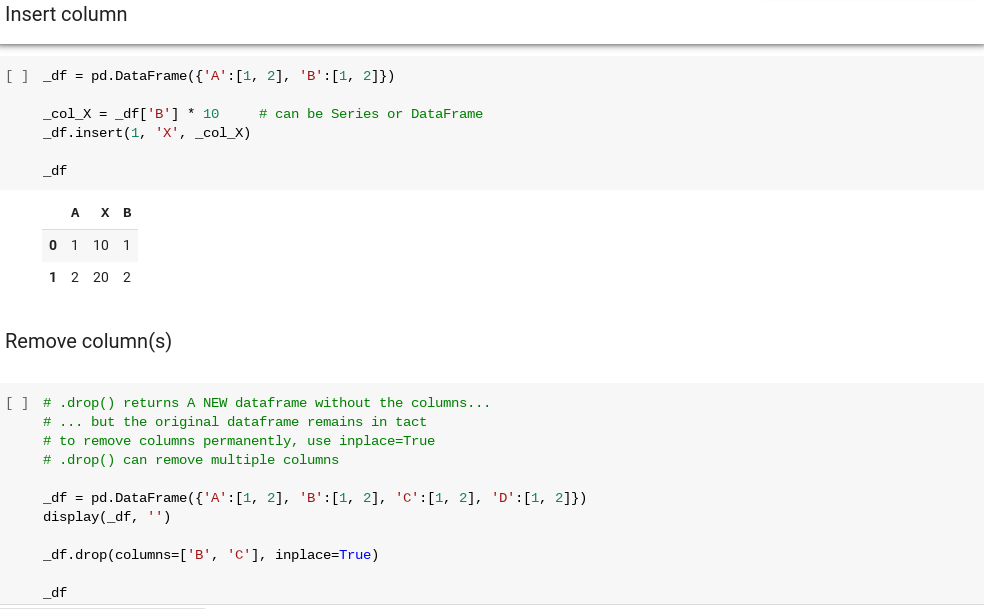 Insert column
[ ] _df = pd.DataFrame({'A':[1, 2], 'B':[1, 2]})
_col_X = _df['B'] * 10     # can be Series or DataFrame
_df.insert(1, 'X', _col_X)
_df
A X B
0 1 10 1
1 2 20 2
Remove column(s)
[ ] # .drop() returns A NEW dataframe without the columns...
# ... but the original dataframe remains in tact
# to remove columns permanently, use inplace=True
# .drop() can remove multiple columns
_df = pd.DataFrame({'A':[1, 2], 'B':[1, 2], 'C':[1, 2], 'D':[1, 2]})
display(_df, '')
_df.drop(columns=['B', 'C'], inplace=True)
_df